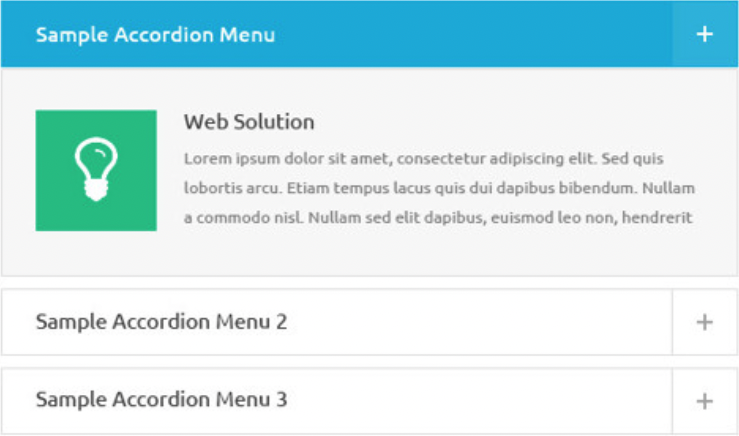 Sample Accordion Menu
Web Solution
Lorem ipsum dolor sit amet, consectetur adipiscing elit. Sed quis
lobortis arcu. Etiam tempus lacus quis dui dapibus bibendum. Nullam
a commodo nisl. Nullam sed elit dapibus, euismod leo non, hendrerit
Sample Accordion Menu 2
Sample Accordion Menu 3